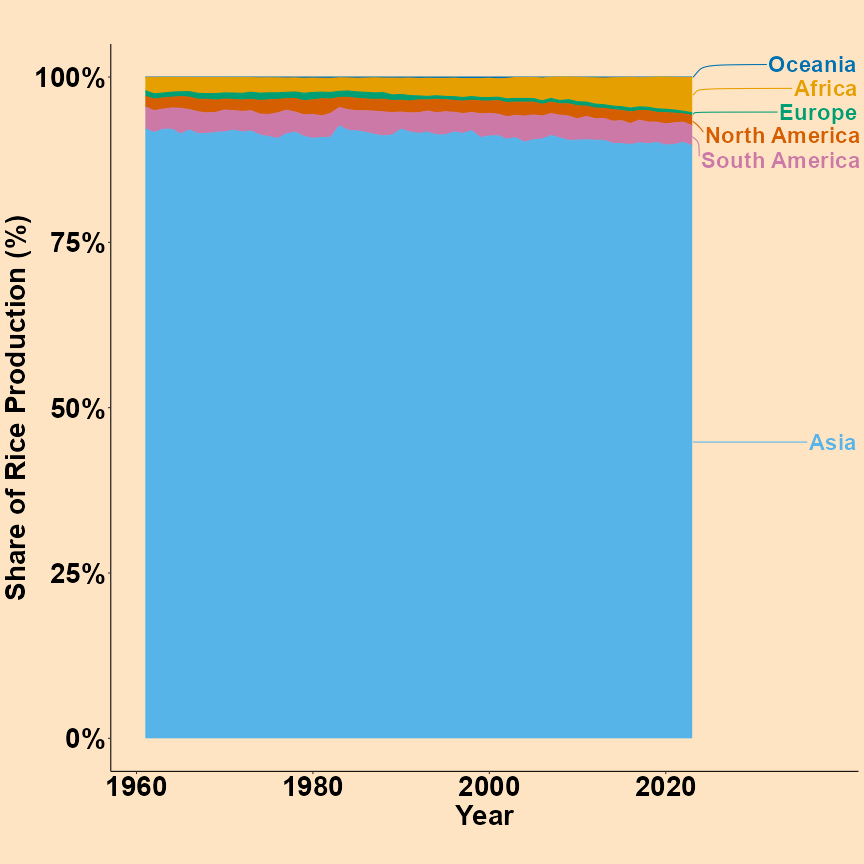 Oceania
100%
Africa
Europe
North America
South America
75%
Share of Rice Production (%)
50%
Asia
25%
0%
1960 1980 2000 2020
Year